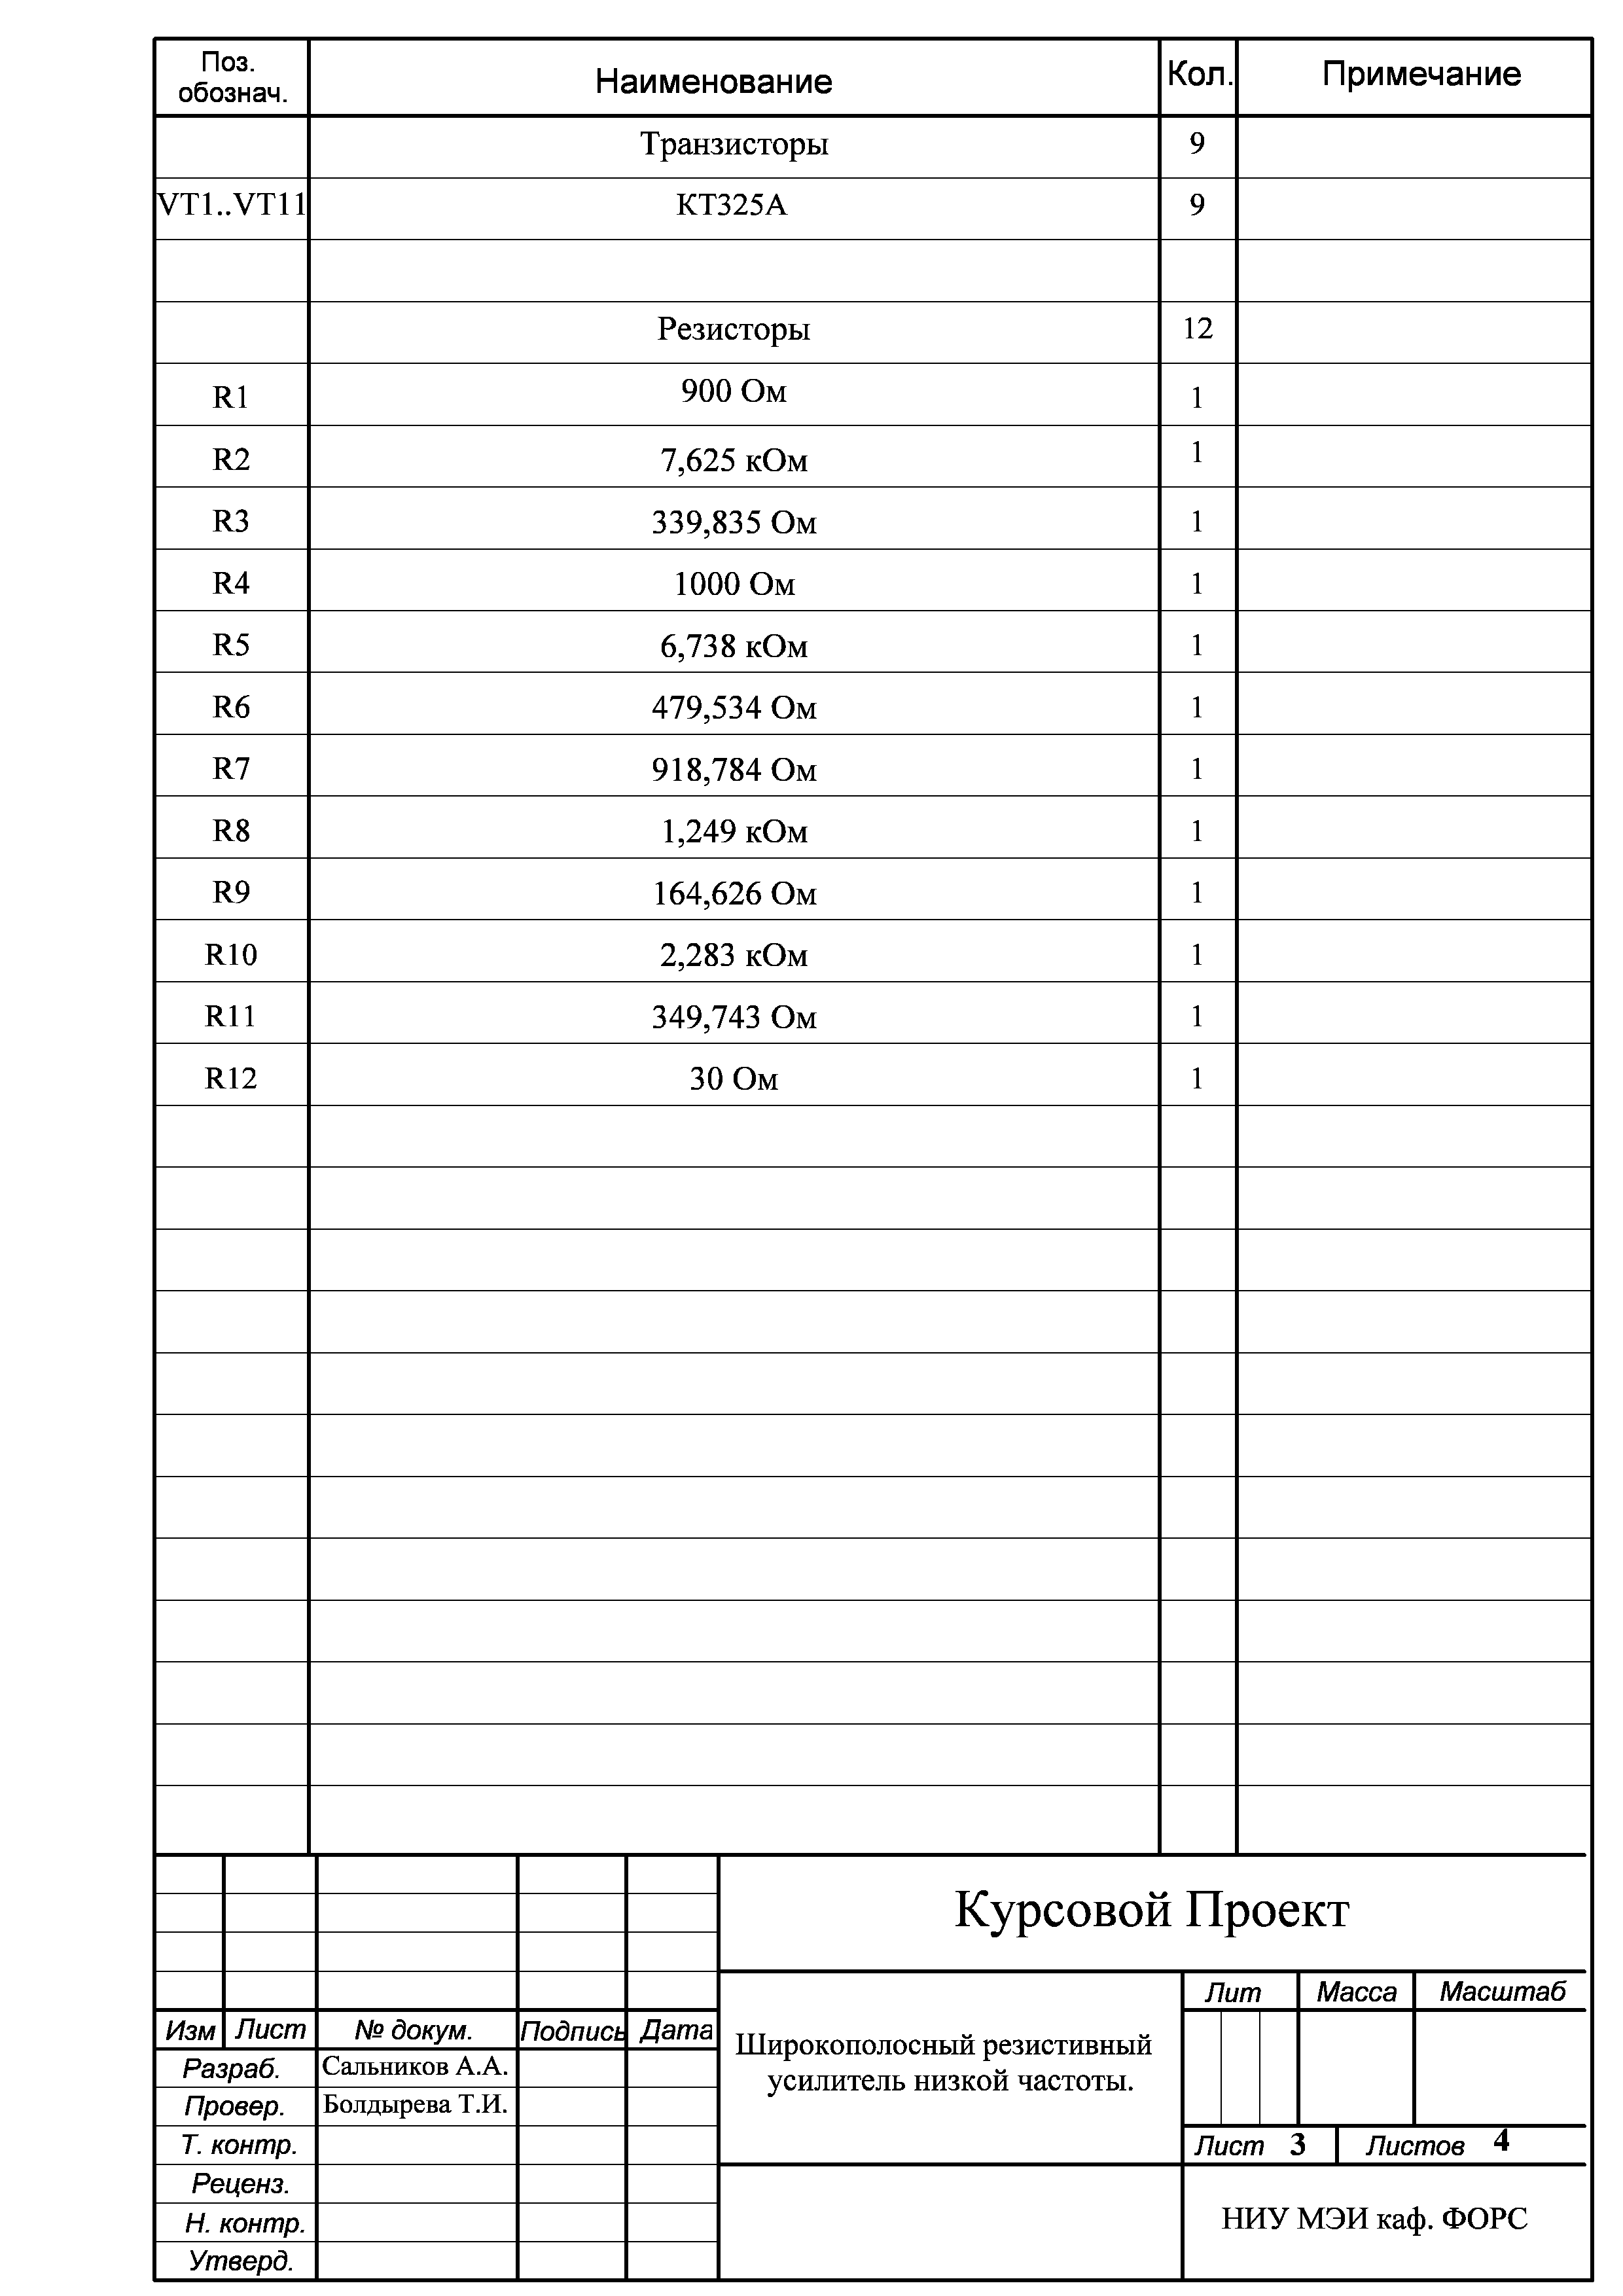 Поз. обознач. Наименование Кол. Примечание
Транзисторы 9
VT1..VT11 КТ325А 9
Резисторы 12
R1 900 Ом 1
R2 7,625 кОм 1
R3 339,835 Ом 1
R4 1000 Ом 1
R5 6,738 кОм 1
R6 479,534 Ом 1
R7 918,784 Ом 1
R8 1,249 кОм 1
R9 164,626 Ом 1
R10 2,283 кОм 1
R11 349,743 Ом 1
R12 30 Ом 1
Курсовой Проект
Лит Масса Масштаб
Изм Лист № докум. Подпись Дата
Широкополосный резистивный
усилитель низкой частоты.
Разраб. Сальников А.А.
Провер. Болдырева Т.И.
Т. контр.
Лист 3 Листов 4
Реценз.
Н. контр.
НИУ МЭИ каф. ФОРС
Утверд.